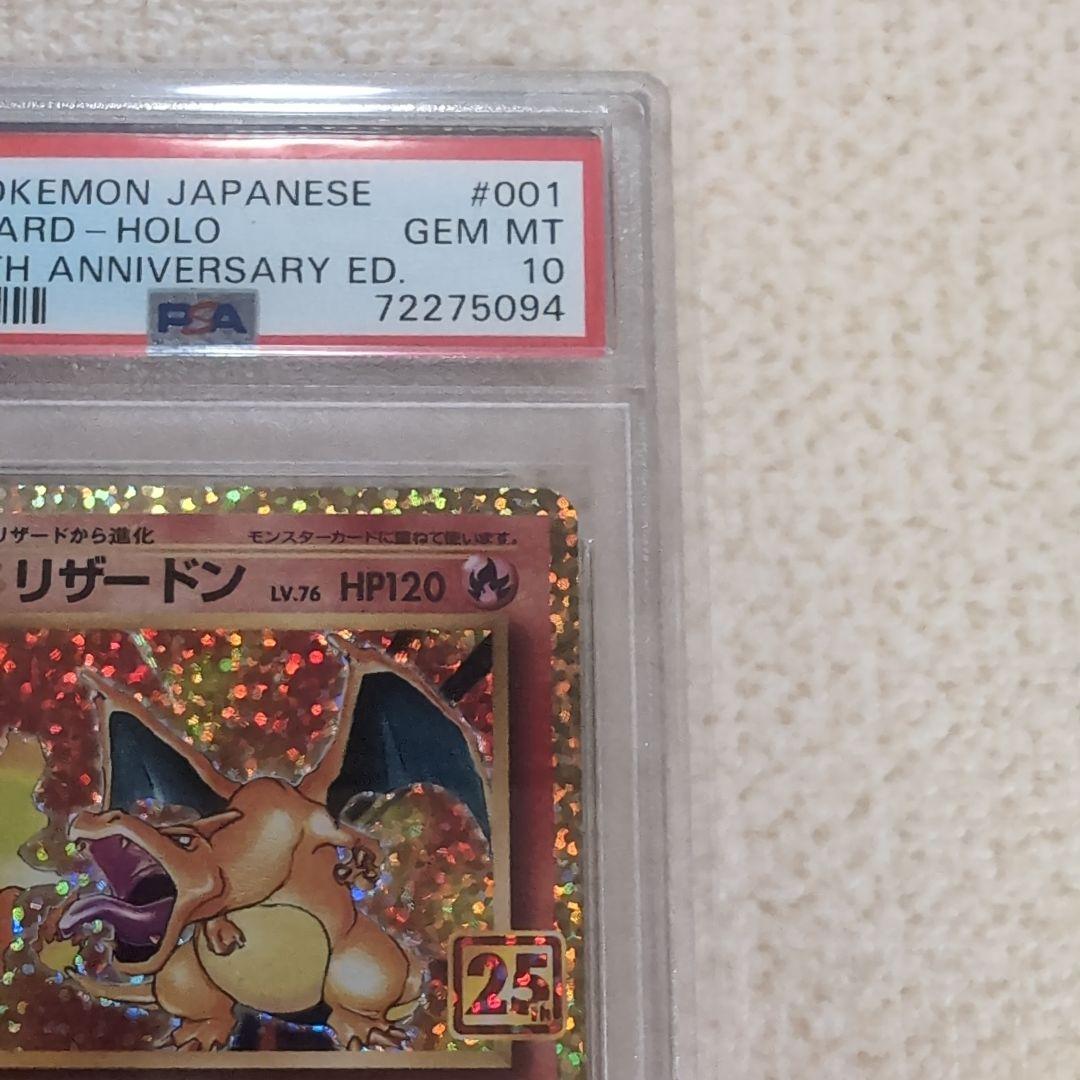 OKEMON JAPANESE #001
ARD-HOLO GEM MT
TH ANNIVERSARY ED. 10
PSA 72275094
リザードから進化 モンスターカードに重ねて使います。
リザードン LV.76 HP120
25th